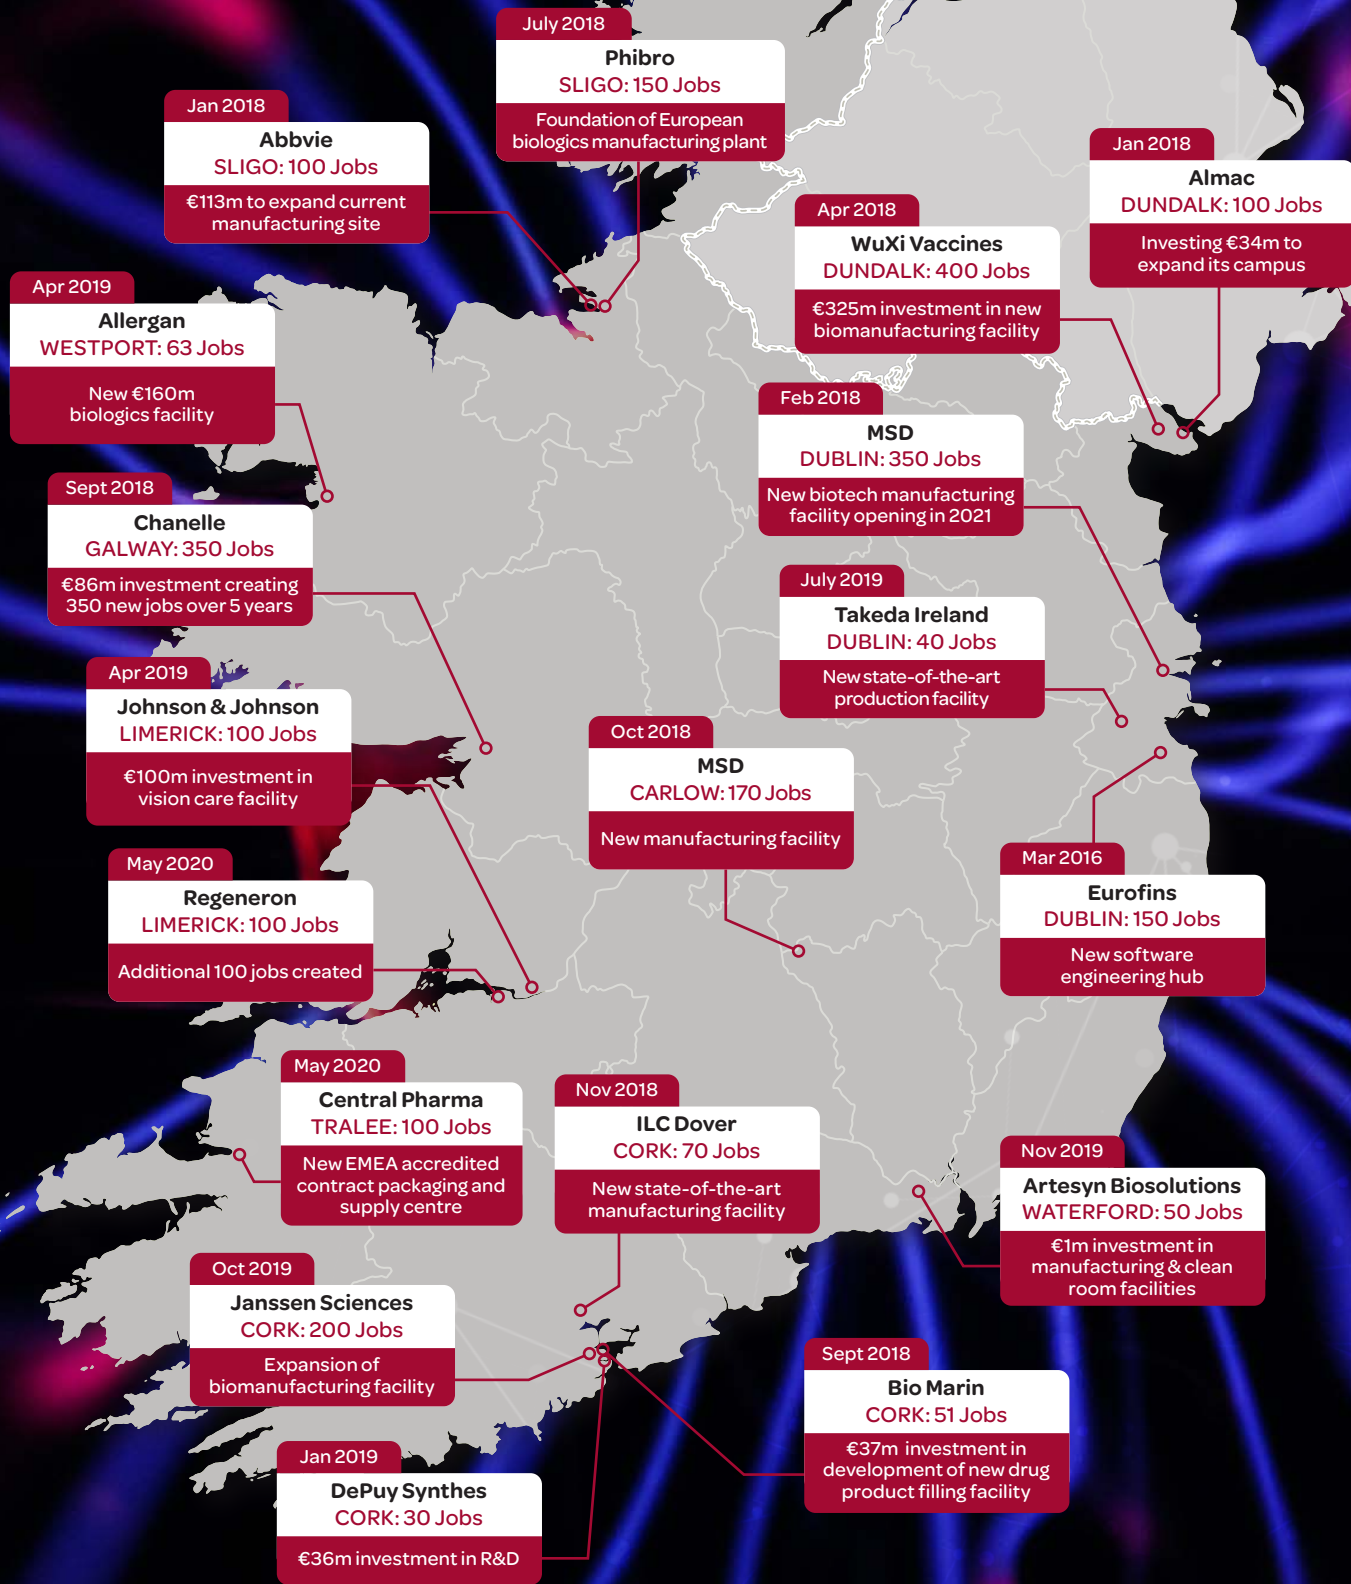 July 2018
Phibro
SLIGO: 150 Jobs
Foundation of European
biologics manufacturing plant
Jan 2018
Abbvie
SLIGO: 100 Jobs
€113m to expand current
manufacturing site
Jan 2018
Almac
DUNDALK: 100 Jobs
Investing €34m to
expand its campus
Apr 2018
WuXi Vaccines
DUNDALK: 400 Jobs
€325m investment in new
biomanufacturing facility
Apr 2019
Allergan
WESTPORT: 63 Jobs
New €160m
biologics facility
Feb 2018
MSD
DUBLIN: 350 Jobs
New biotech manufacturing
facility opening in 2021
Sept 2018
Chanelle
GALWAY: 350 Jobs
€86m investment creating
350 new jobs over 5 years
July 2019
Takeda Ireland
DUBLIN: 40 Jobs
New state-of-the-art
production facility
Apr 2019
Johnson & Johnson
LIMERICK: 100 Jobs
€100m investment in
vision care facility
Oct 2018
MSD
CARLOW: 170 Jobs
New manufacturing facility
May 2020
Regeneron
LIMERICK: 100 Jobs
Additional 100 jobs created
Mar 2016
Eurofins
DUBLIN: 150 Jobs
New software
engineering hub
May 2020
Central Pharma
TRALEE: 100 Jobs
New EMEA accredited
contract packaging and
supply centre
Nov 2018
ILC Dover
CORK: 70 Jobs
New state-of-the-art
manufacturing facility
Nov 2019
Artesyn Biosolutions
WATERFORD: 50 Jobs
€1m investment in
manufacturing & clean
room facilities
Oct 2019
Janssen Sciences
CORK: 200 Jobs
Expansion of
biomanufacturing facility
Sept 2018
Bio Marin
CORK: 51 Jobs
€37m investment in
development of new drug
product filling facility
Jan 2019
DePuy Synthes
CORK: 30 Jobs
€36m investment in R&D